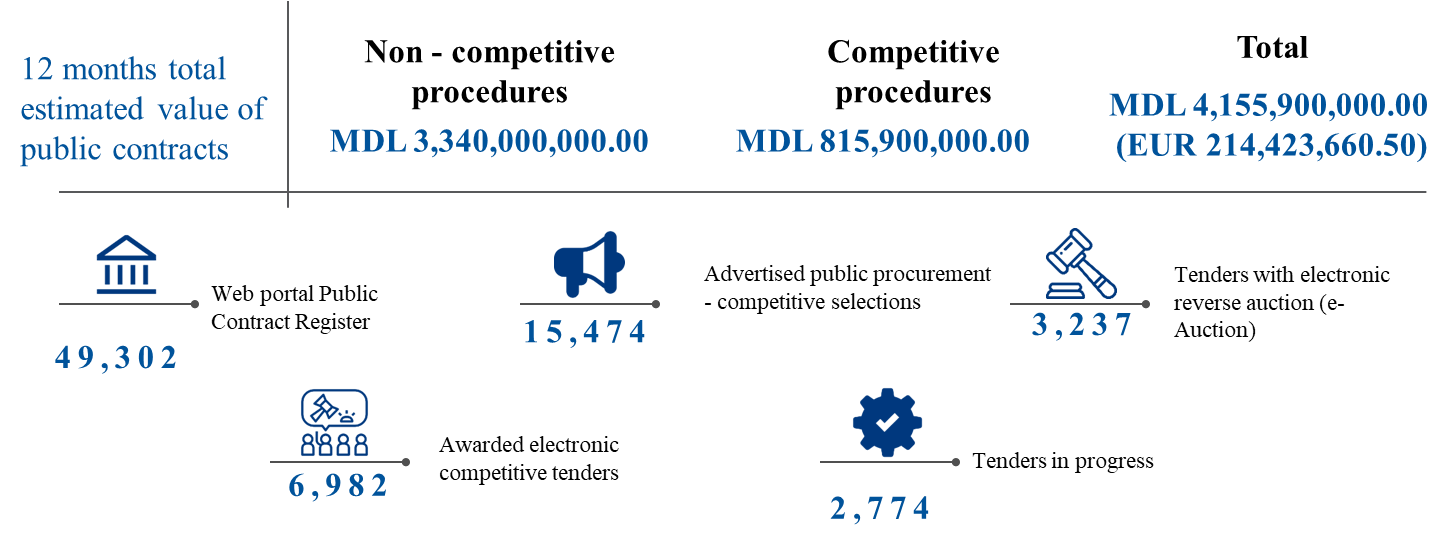 12 months total
estimated value of
public contracts
Non - competitive
procedures
MDL 3,340,000,000.00
Competitive
procedures
MDL 815,900,000.00
Total
MDL 4,155,900,000.00
(EUR 214,423,660.50)
Web portal Public
Contract Register
49,302
Advertised public procurement
- competitive selections
15,474
Tenders with electronic
reverse auction (e-
Auction)
3,237
Awarded electronic
competitive tenders
6,982
Tenders in progress
2,774